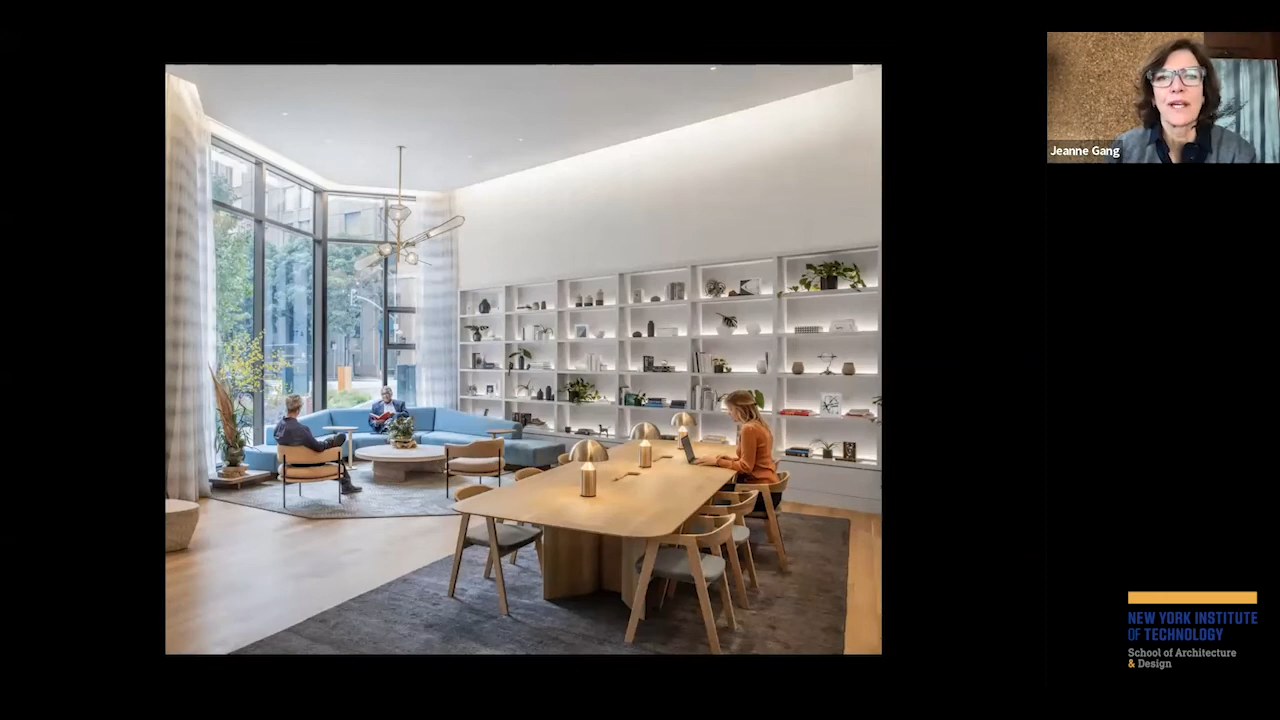 Jeanne Gang
NEW YORK INSTITUTE
OF TECHNOLOGY
School of Architecture
& Design